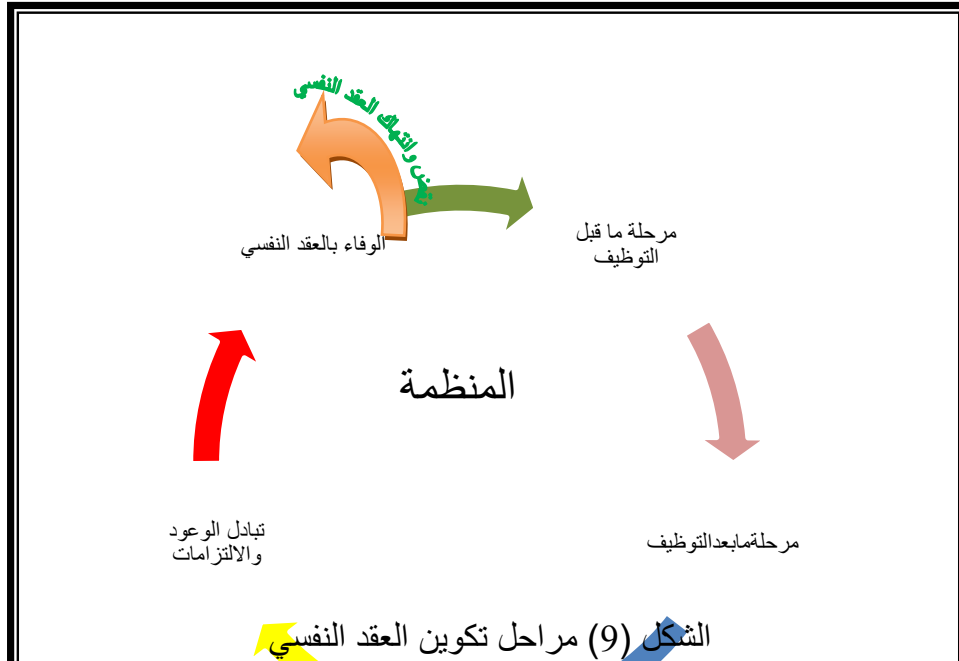 نقض وانتهاك العقد النفسي
مرحلة ما قبل
التوظيف
الوفاء بالعقد النفسي
المنظمة
مرحلةمابعدالتوظيف
تبادل الوعود
والالتزامات
الشكل (9) مراحل تكوين العقد النفسي